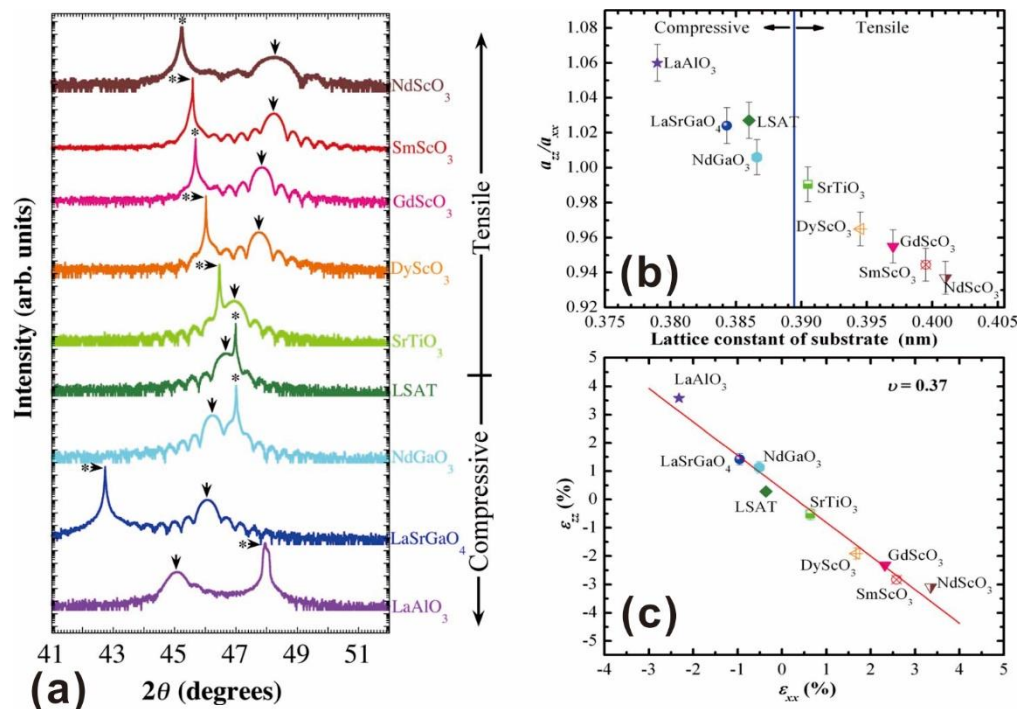 Intensity (arb. units)
*
NdScO3
*
SmScO3
*
GdScO3
*
DyScO3
*
SrTiO3
*
LSAT
*
NdGaO3
*
LaSrGaO4
*
LaAlO3
Tensile
Compressive
41 43 45 47 49 51
2θ (degrees)
(a)
Compressive Tensile
azz/axx
1.06
1.04
1.02
1.00
0.98
0.96
0.94
0.92
LaAlO3
LaSrGaO4
LSAT
NdGaO3
SrTiO3
DyScO3
GdScO3
SmScO3
NdScO3
(b)
0.375 0.380 0.385 0.390 0.395 0.400 0.405
Lattice constant of substrate (nm)
εzz (%)
5
4
3
2
1
0
-1
-2
-3
-4
-5
υ = 0.37
LaAlO3
LaSrGaO4
NdGaO3
LSAT
SrTiO3
DyScO3
GdScO3
SmScO3
NdScO3
(c)
-4 -3 -2 -1 0 1 2 3 4 5
εxx (%)